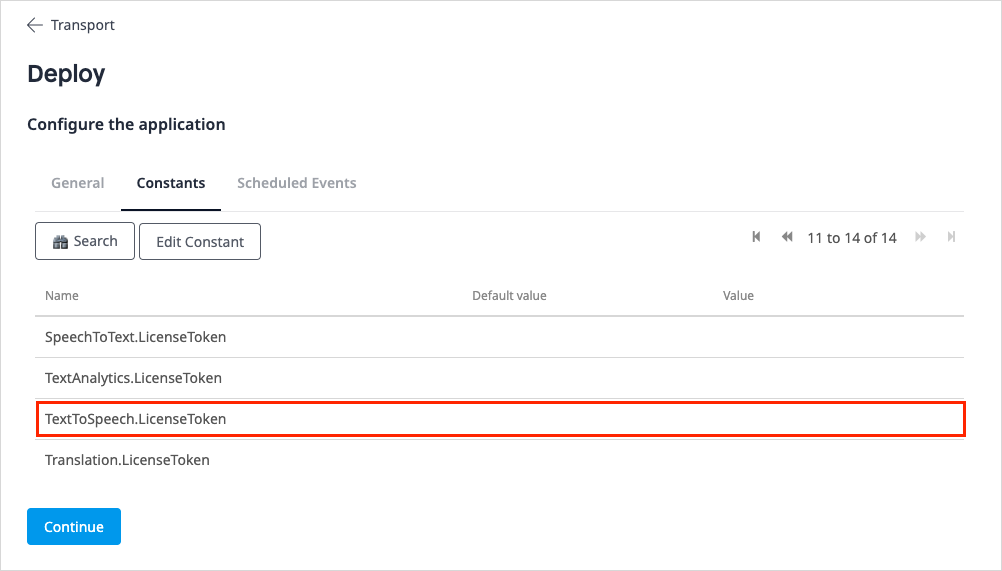 Transport
Deploy
Configure the application
General Constants Scheduled Events
Search Edit Constant 11 to 14 of 14
Name Default value Value
SpeechToText.LicenseToken
TextAnalytics.LicenseToken
TextToSpeech.LicenseToken
Translation.LicenseToken
Continue